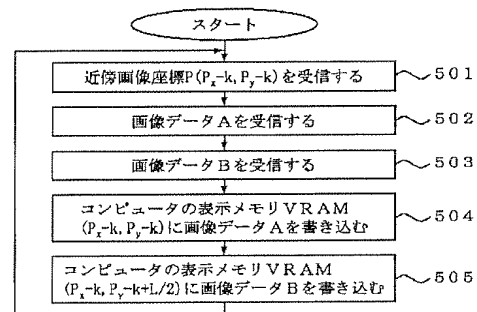 スタート
近傍画像座標P(Px-k, Py-k)を受信する
501
画像データAを受信する
502
画像データBを受信する
503
コンピュータの表示メモリVRAM
(Px-k, Py-k)に画像データAを書き込む
504
コンピュータの表示メモリVRAM
(Px-k, Py-k+L/2)に画像データBを書き込む
505